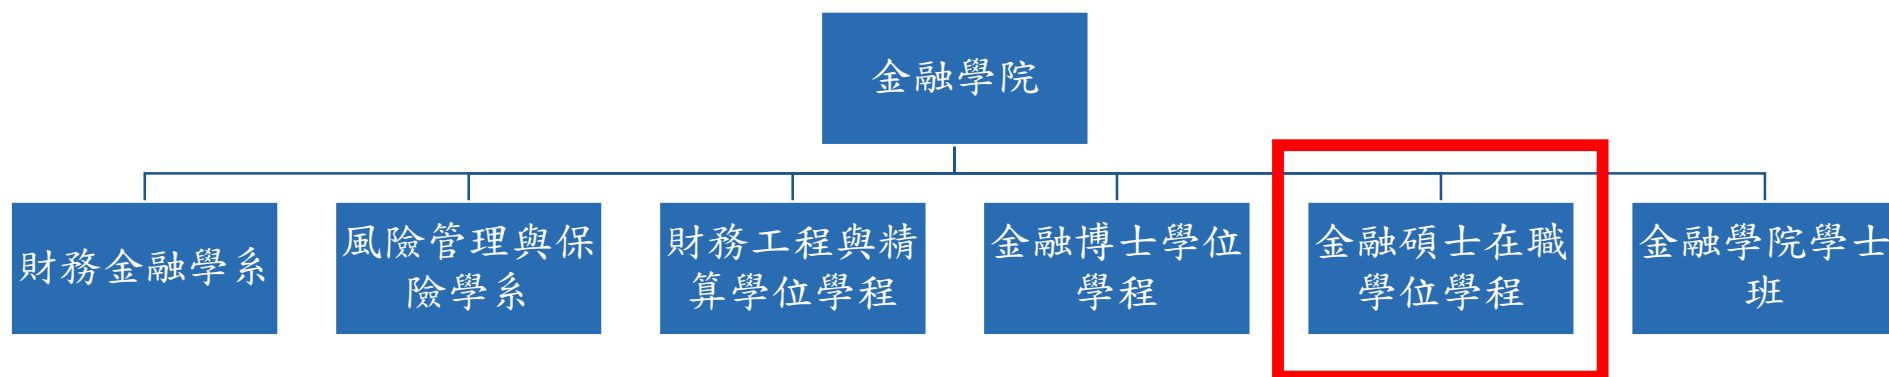 金融學院
財務金融學系
風險管理與保
險學系
財務工程與精
算學位學程
金融博士學位
學程
金融碩士在職
學位學程
金融學院學士
班